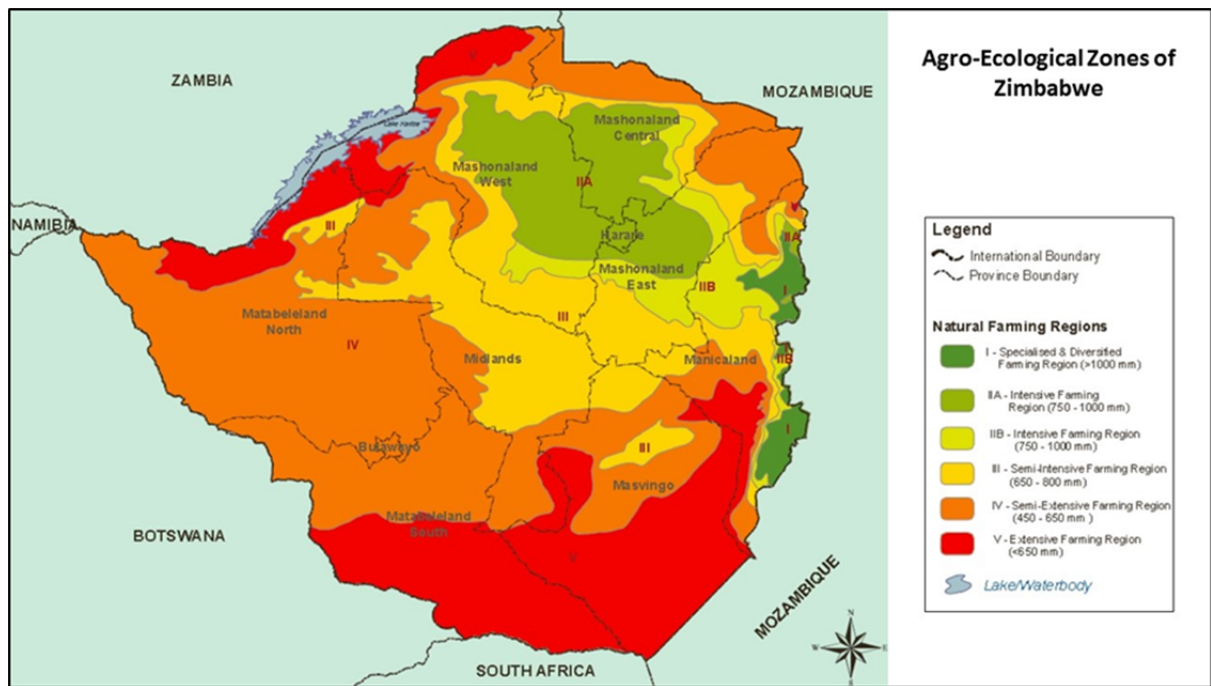 Agro-Ecological Zones of
Zimbabwe
ZAMBIA
MOZAMBIQUE
NAMIBIA
BOTSWANA
SOUTH AFRICA
MOZAMBIQUE
V
Lake Kariba
Mashonaland
Central
Mashonaland
West
IIA
Harare
Mashonaland
East
V
IIA
I
IIB
III
III
Matabeleland
North
IV
Midlands
Manicaland
IIB
I
Bulawayo
III
Masvingo
Matabeleland
South
V
Legend
International Boundary
Province Boundary
Natural Farming Regions
I - Specialised & Diversified
Farming Region (>1000 mm)
IIA - Intensive Farming
Region (750 - 1000 mm)
IIB - Intensive Farming Region
(750 - 1000 mm)
III - Semi-Intensive Farming Region
(650 - 800 mm)
IV - Semi-Extensive Farming Region
(450 - 650 mm )
V - Extensive Farming Region
(<650 mm)
Lake/Waterbody
N
W
E
S